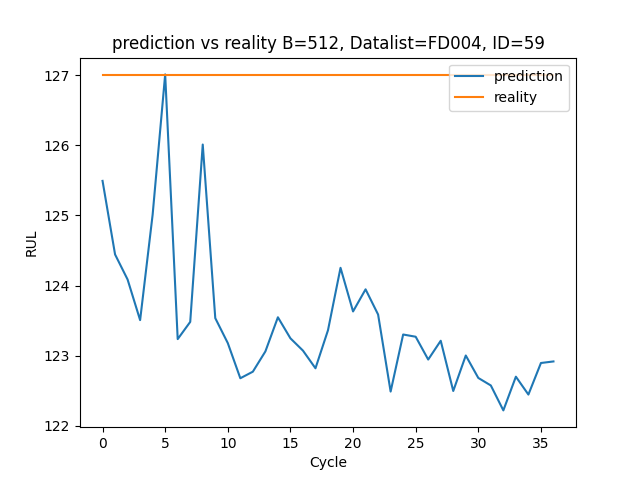 prediction vs reality B=512, Datalist=FD004, ID=59
127
126
125
124
123
122
RUL
prediction
reality
0 5 10 15 20 25 30 35
Cycle